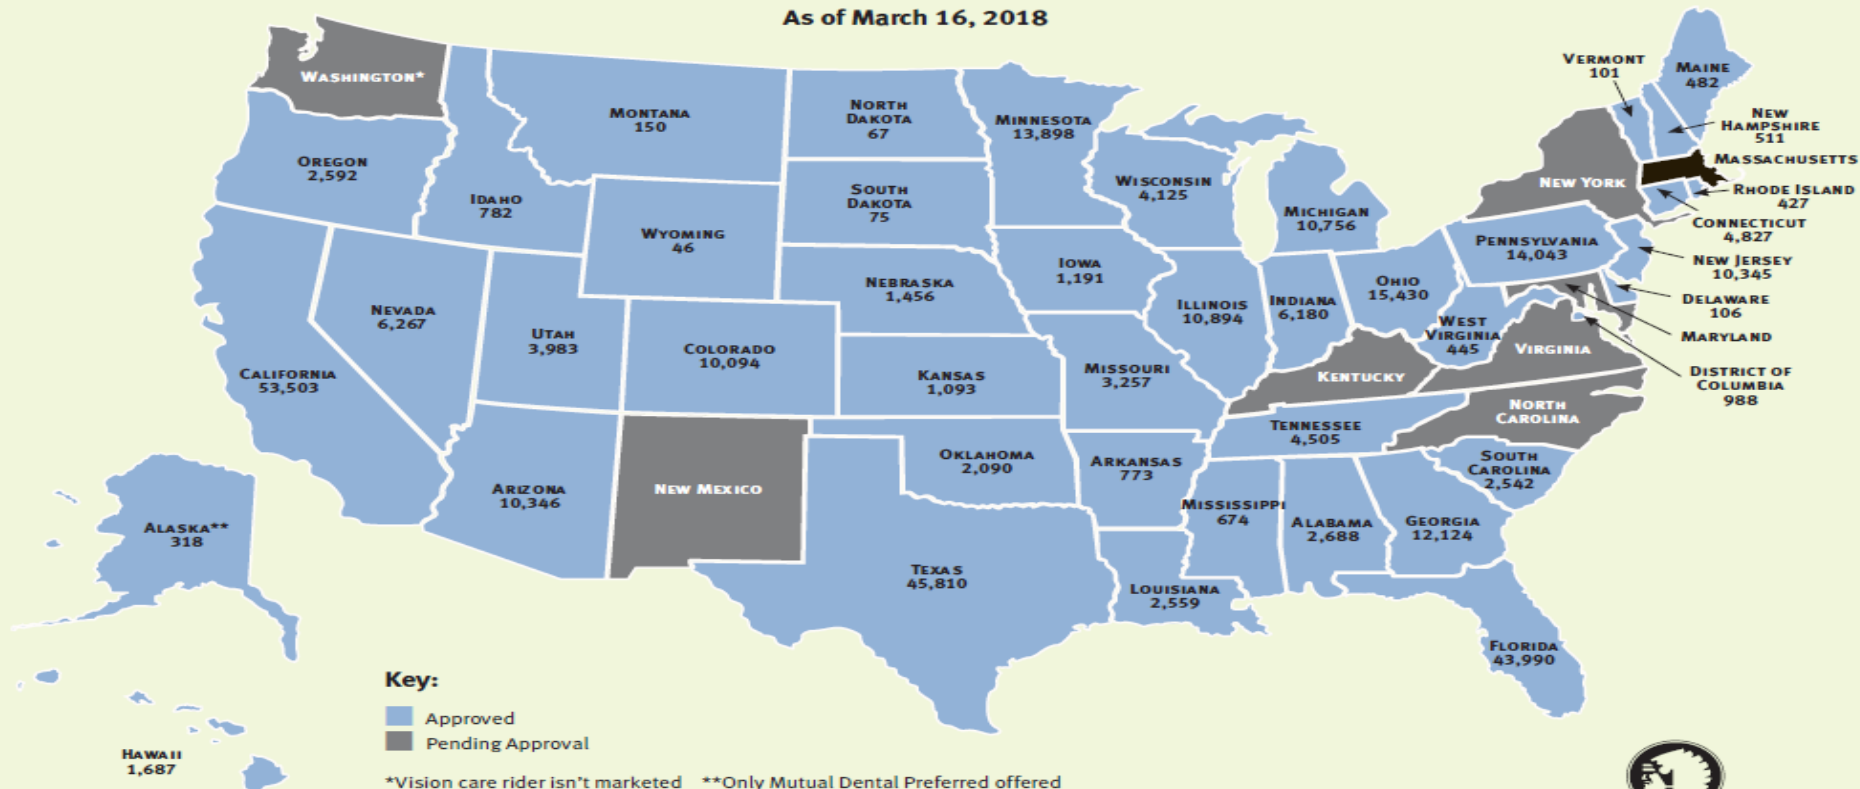 As of March 16, 2018
WASHINGTON*
MONTANA
150
NORTH
DAKOTA
67
MINNESOTA
13,898
VERMONT
101
MAINE
482
NEW
HAMPSHIRE
511
MASSACHUSETTS
OREGON
2,592
IDAHO
782
WYOMING
46
SOUTH
DAKOTA
75
WISCONSIN
4,125
MICHIGAN
10,756
NEW YORK
RHODE ISLAND
427
CONNECTICUT
4,827
PENNSYLVANIA
14,043
NEW JERSEY
10,345
NEVADA
6,267
UTAH
3,983
COLORADO
10,094
NEBRASKA
1,456
IOWA
1,191
ILLINOIS
10,894
INDIANA
6,180
OHIO
15,430
WEST
VIRGINIA
445
DELAWARE
106
MARYLAND
VIRGINIA
DISTRICT OF
COLUMBIA
988
CALIFORNIA
53,503
KANSAS
1,093
MISSOURI
3,257
KENTUCKY
NORTH
CAROLINA
TENNESSEE
4,505
ARIZONA
10,346
NEW MEXICO
OKLAHOMA
2,090
ARKANSAS
773
SOUTH
CAROLINA
2,542
MISSISSIPPI
674
ALABAMA
2,688
GEORGIA
12,124
ALASKA**
318
TEXAS
45,810
LOUISIANA
2,559
FLORIDA
43,990
HAWAII
1,687
Key:
Approved
Pending Approval
*Vision care rider isn't marketed **Only Mutual Dental Preferred offered